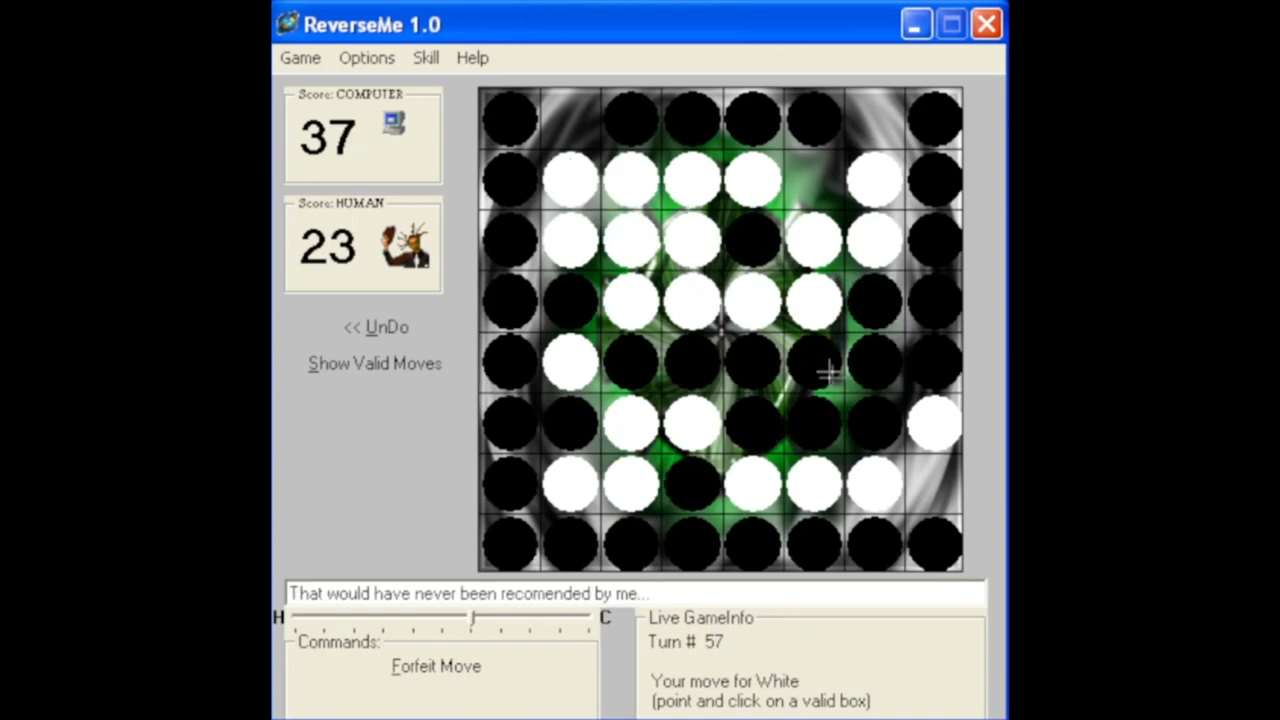 ReverseMe 1.0
Game Options Skill Help
Score: COMPUTER
37
Score: HUMAN
23
<< UnDo
Show Valid Moves
That would have never been recomended by me...
H C
Commands:
Forfeit Move
Live GameInfo
Turn # 57
Your move for White
(point and click on a valid box)